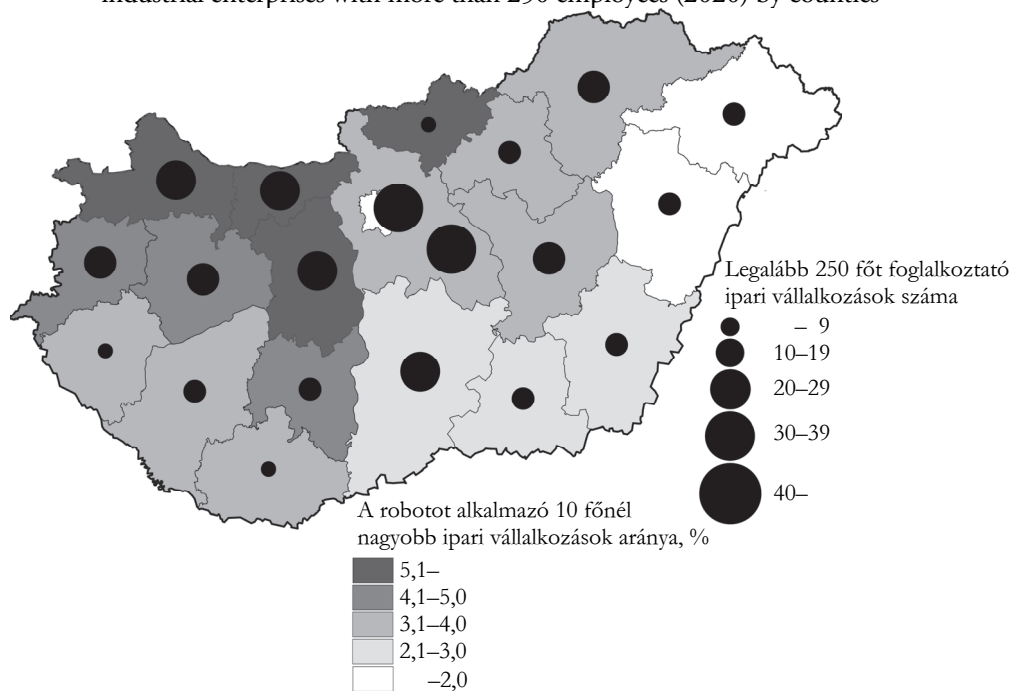 industrial enterprises with more than 250 employees (2020) by counties
Legalább 250 főt foglalkoztató
ipari vállalkozások száma
– 9
10–19
20–29
30–39
40–
A robotot alkalmazó 10 főnél
nagyobb ipari vállalkozások aránya, %
5,1–
4,1–5,0
3,1–4,0
2,1–3,0
–2,0